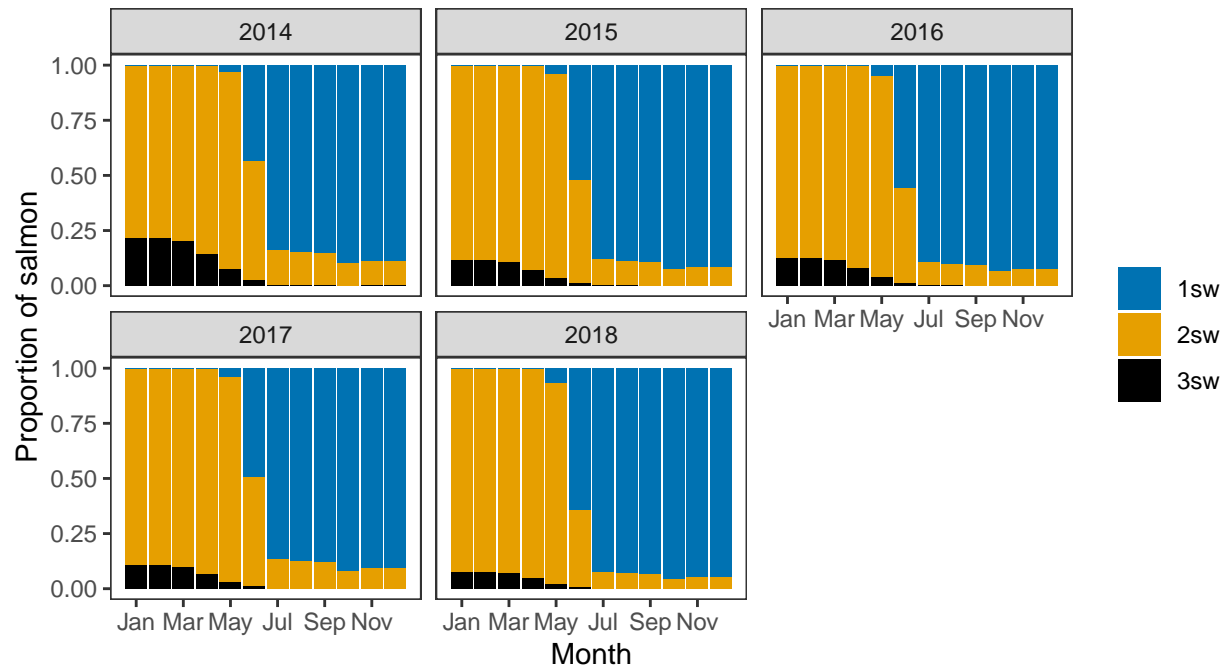 2014 2015 2016
1.00
0.75
0.50
0.25
0.00
Jan Mar May Jul Sep Nov
2017 2018
1.00
0.75
0.50
0.25
0.00
Jan Mar May Jul Sep Nov Jan Mar May Jul Sep Nov
Month
Proportion of salmon
1sw
2sw
3sw